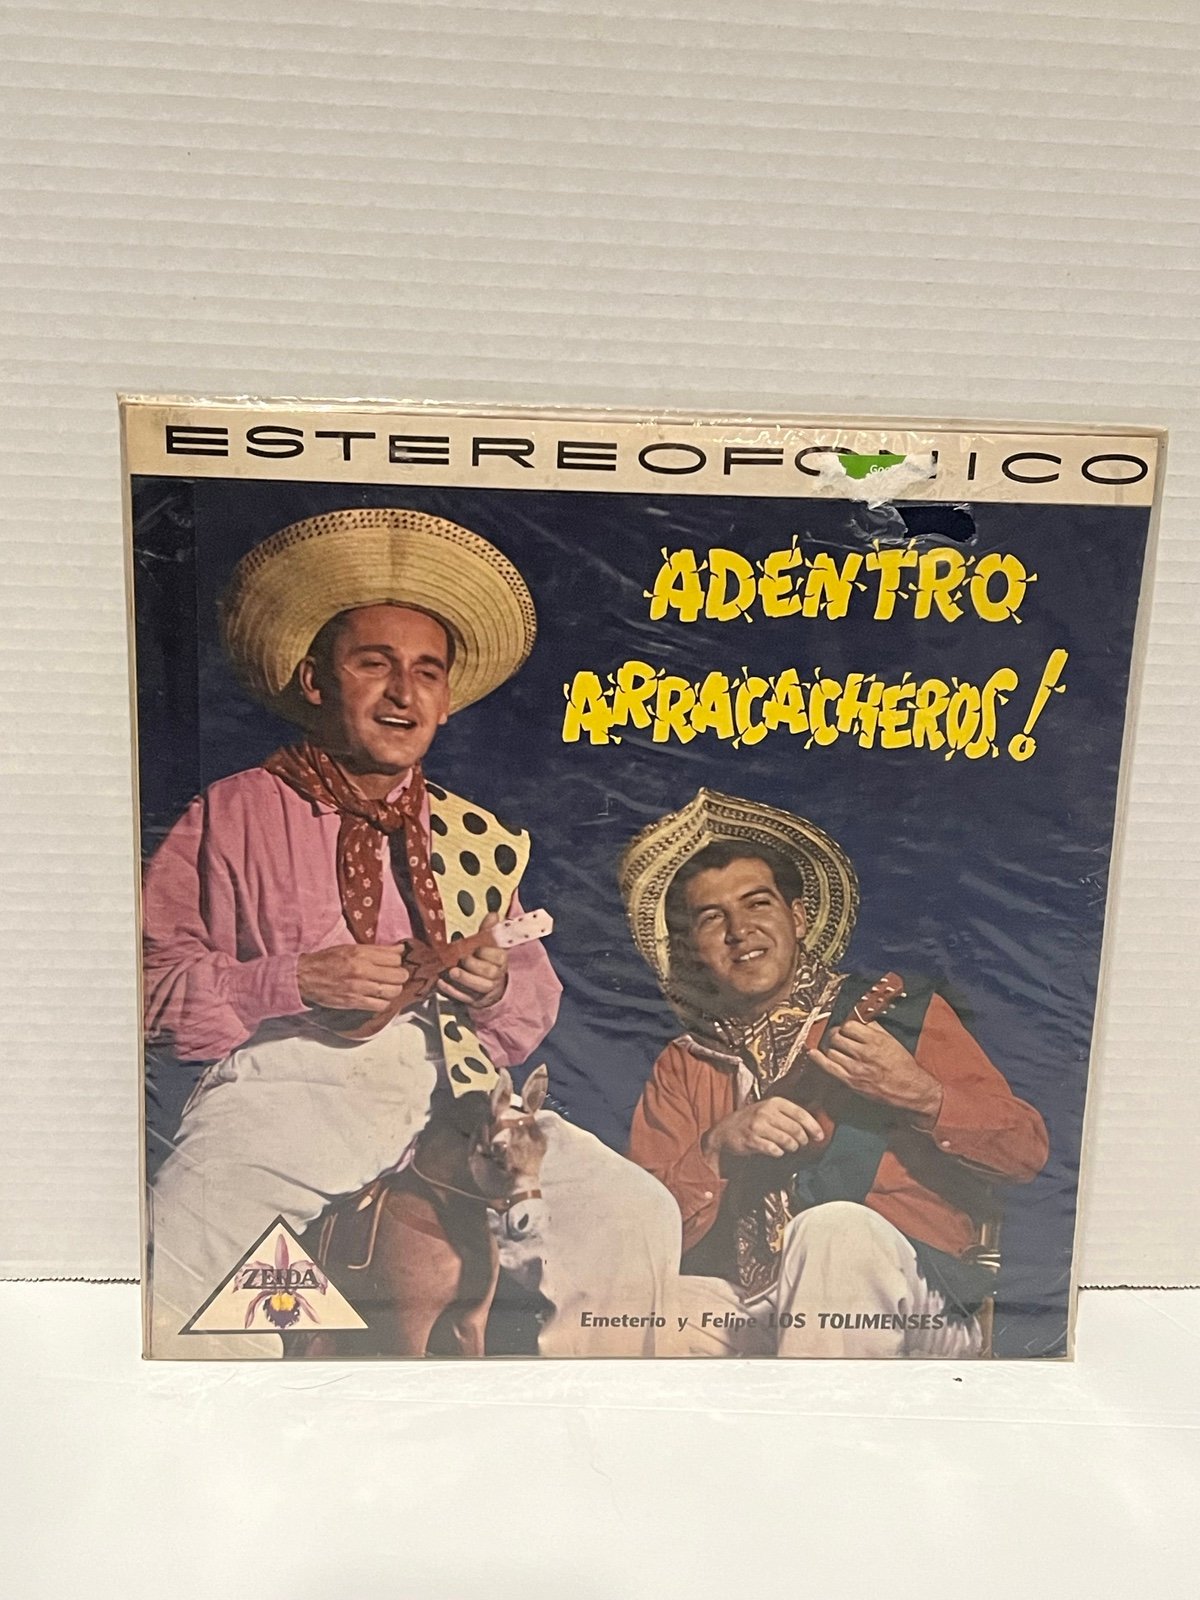 ESTEREOFONICO
ADENTRO
ARRACACHEROS!
ZEIDA
Emeterio y Felipe LOS TOLIMENSES